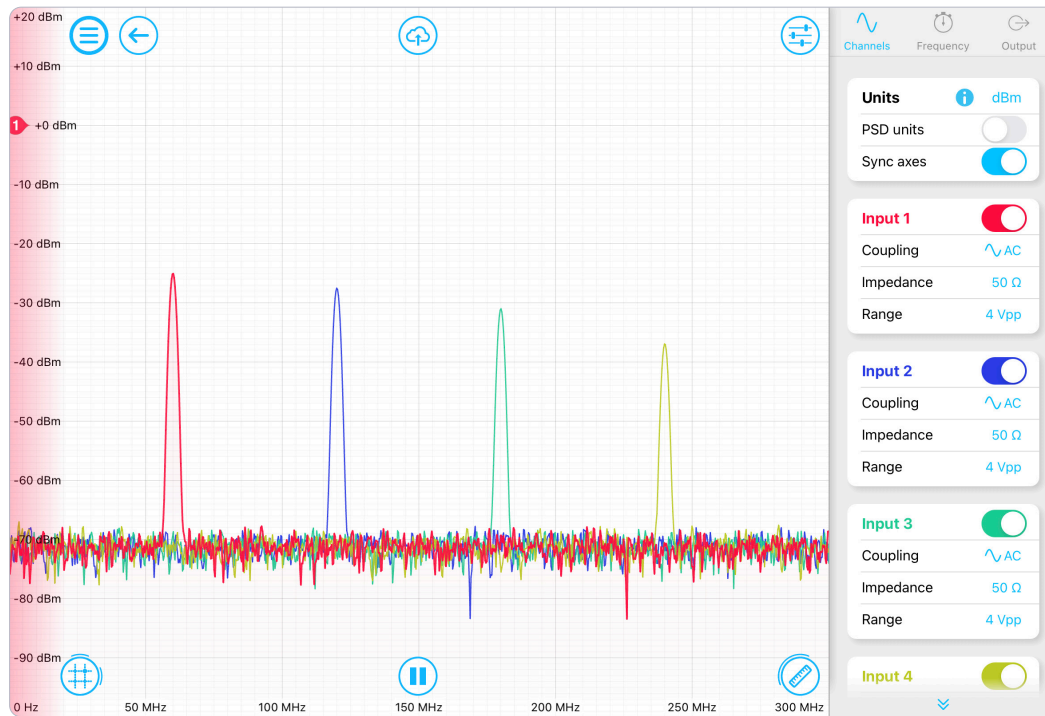 +20 dBm
+10 dBm
1 +0 dBm
-10 dBm
-20 dBm
-30 dBm
-40 dBm
-50 dBm
-60 dBm
-70 dBm
-80 dBm
-90 dBm
0 Hz 50 MHz 100 MHz 150 MHz 200 MHz 250 MHz 300 MHz
Channels Frequency Output
Units i dBm
PSD units
Sync axes
Input 1
Coupling AC
Impedance 50 Ω
Range 4 Vpp
Input 2
Coupling AC
Impedance 50 Ω
Range 4 Vpp
Input 3
Coupling AC
Impedance 50 Ω
Range 4 Vpp
Input 4